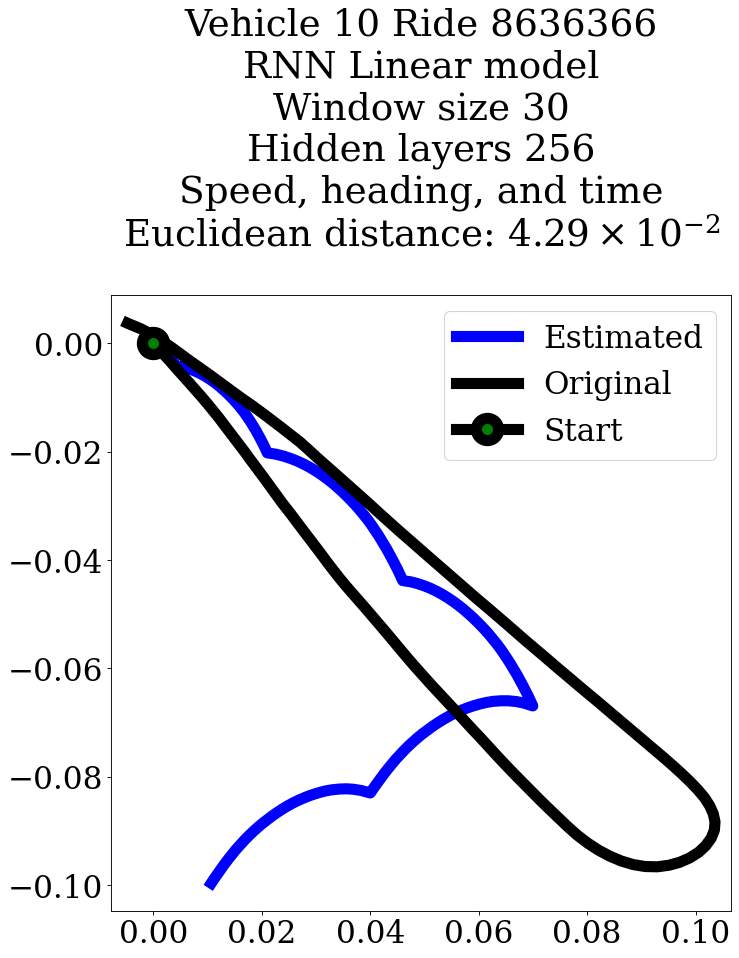 Vehicle 10 Ride 8636366
RNN Linear model
Window size 30
Hidden layers 256
Speed, heading, and time
Euclidean distance: 4.29 × 10⁻²
Estimated
Original
Start
0.00
−0.02
−0.04
−0.06
−0.08
−0.10
0.00 0.02 0.04 0.06 0.08 0.10